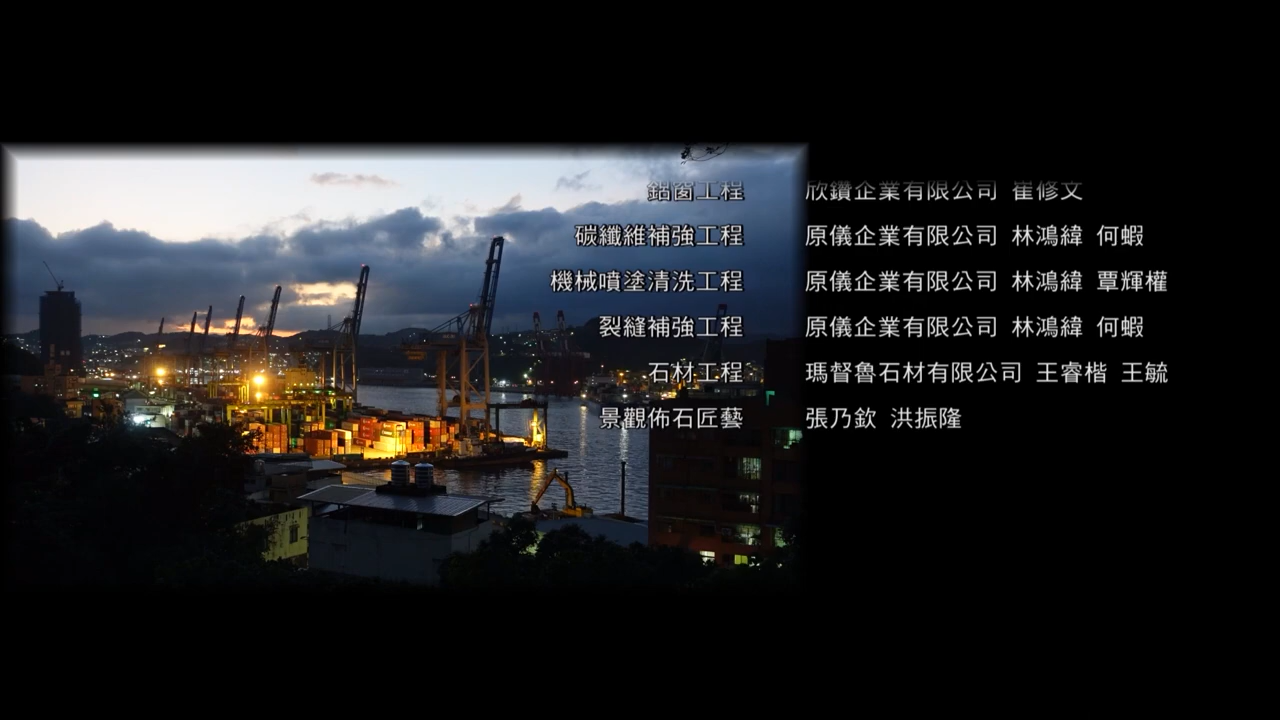 鋁窗工程 欣鑽企業有限公司 崔修文
碳纖維補強工程 原儀企業有限公司 林鴻緯 何蝦
機械噴塗清洗工程 原儀企業有限公司 林鴻緯 覃輝權
裂縫補強工程 原儀企業有限公司 林鴻緯 何蝦
石材工程 瑪督魯石材有限公司 王睿楷 王毓
景觀佈石匠藝 張乃欽 洪振隆